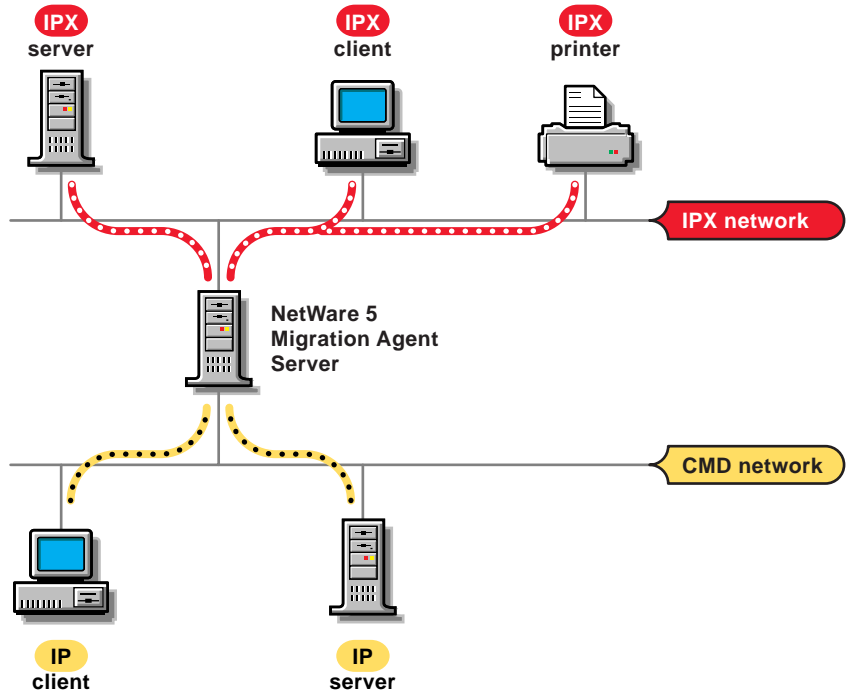 IPX
server
IPX
client
IPX
printer
IPX network
NetWare 5
Migration Agent
Server
CMD network
IP
client
IP
server